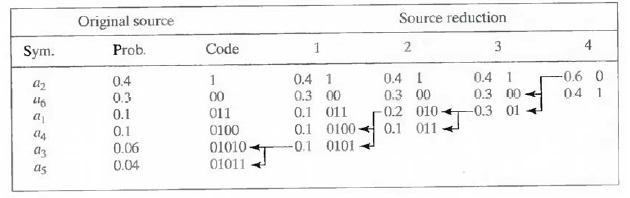 Original source Source reduction
Sym. Prob. Code 1 2 3 4
a2 0.4 1 0.4 1 0.4 1 0.4 1 0.6 0
a6 0.3 00 0.3 00 0.3 00 0.3 00 0.4 1
a1 0.1 011 0.1 011 0.2 010 0.3 01
a4 0.1 0100 0.1 0100 0.1 011
a3 0.06 01010 0.1 0101
a5 0.04 01011